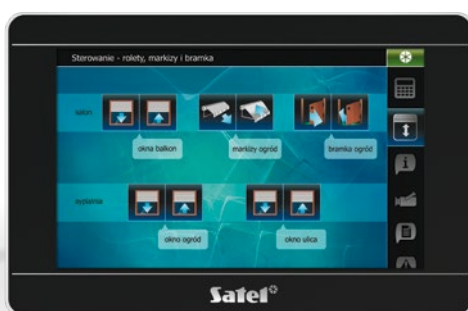 Sterowanie - rolety, markizy i bramka
salon
okna balkon
markizy ogród
bramka ogród
sypialnia
okno ogród
okno ulica
Satel